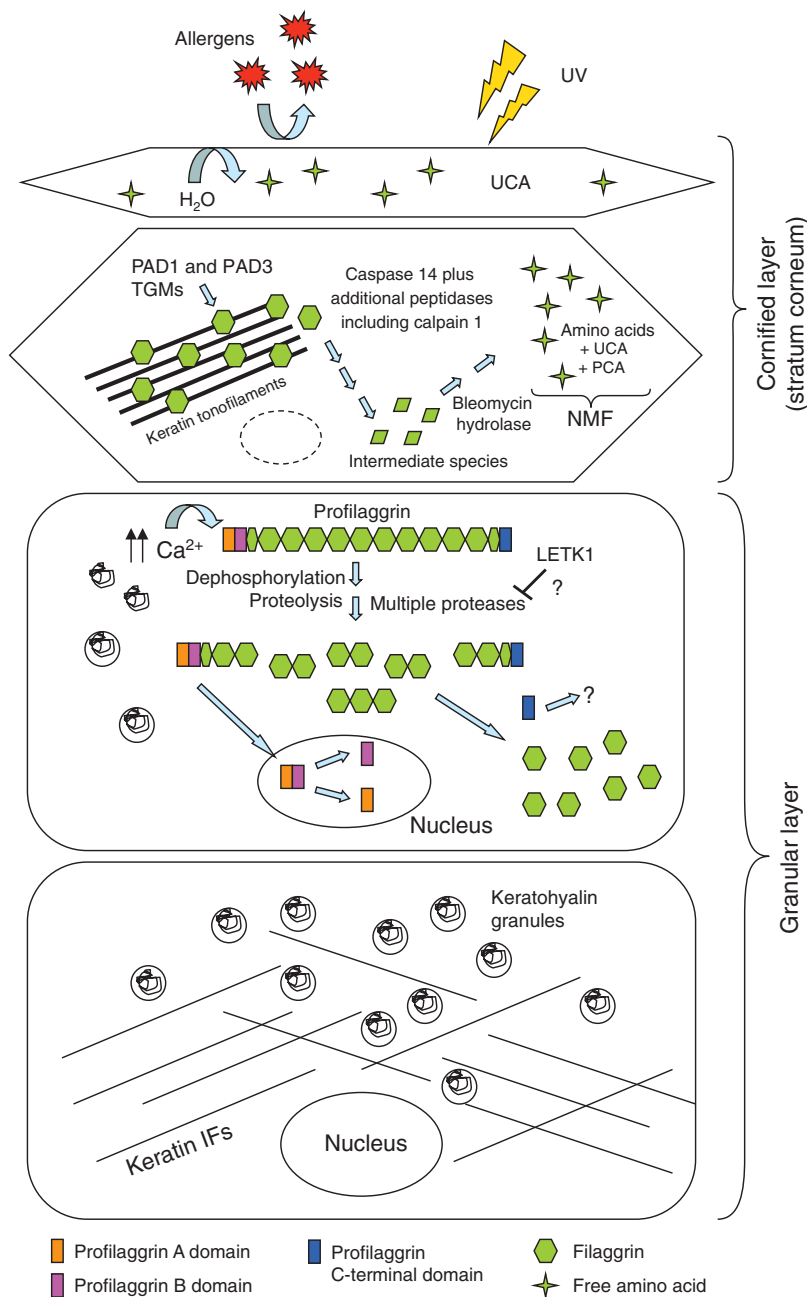 Allergens
UV
H₂O
UCA
PAD1 and PAD3
TGMs
Caspase 14 plus
additional peptidases
including calpain 1
Amino acids
+ UCA
+ PCA
NMF
Keratin tonofilaments
Bleomycin
hydrolase
Intermediate species
Cornified layer
(stratum corneum)
Profilaggrin
Ca²⁺
LETK1
?
Dephosphorylation
Proteolysis
Multiple proteases
?
Nucleus
Granular layer
Keratohyalin
granules
Keratin IFs
Nucleus
Profilaggrin A domain
Profilaggrin B domain
Profilaggrin
C-terminal domain
Filaggrin
Free amino acid